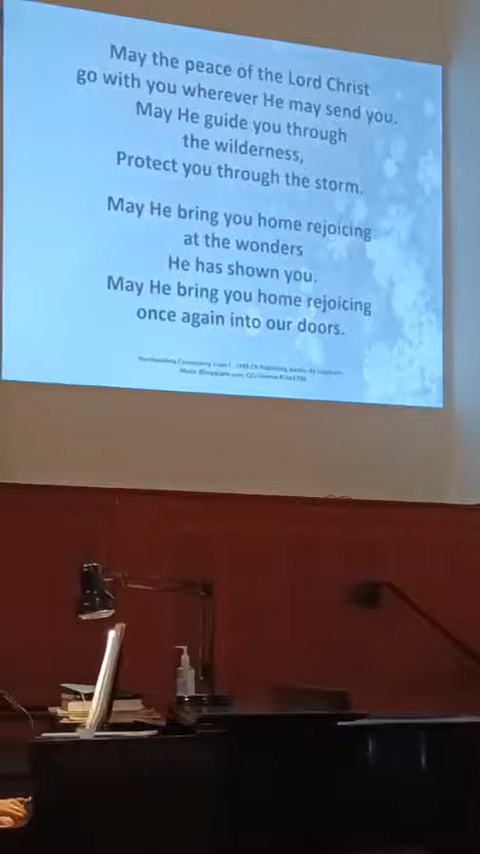 May the peace of the Lord Christ
go with you wherever He may send you.
May He guide you through
the wilderness,
Protect you through the storm.
May He bring you home rejoicing
at the wonders
He has shown you.
May He bring you home rejoicing
once again into our doors.
Northumbria Community